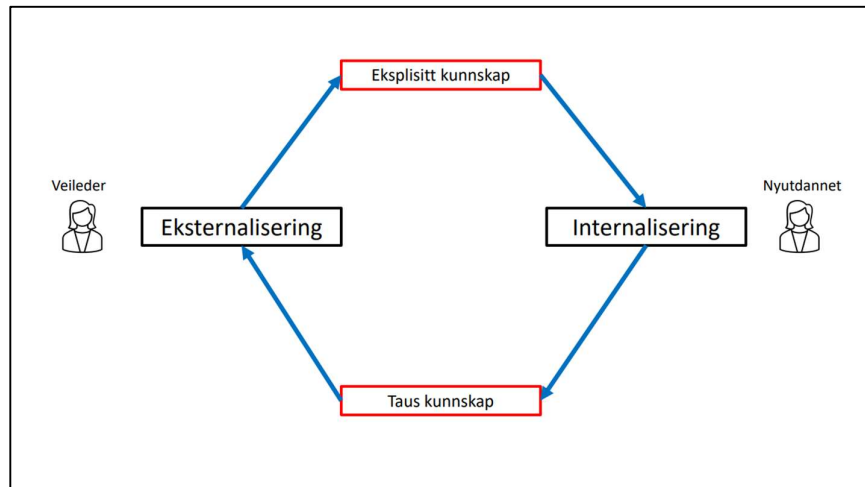 Eksplisitt kunnskap
Veileder
Nyutdannet
Eksternalisering
Internalisering
Taus kunnskap